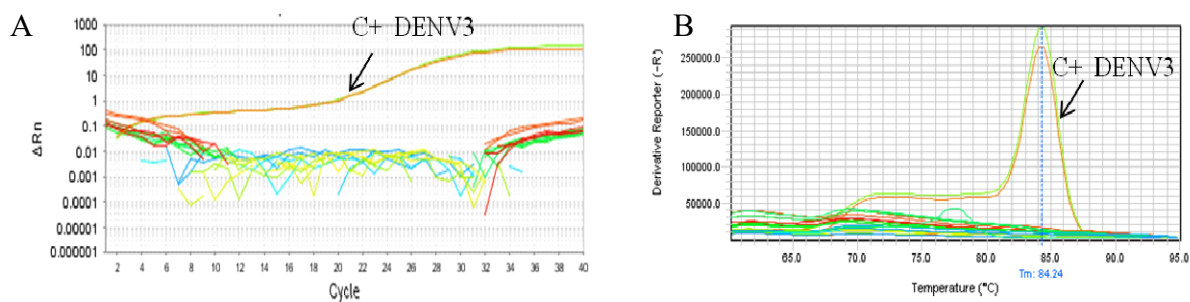 A
C+ DENV3
ΔRn
1000
100
10
1
0.1
0.01
0.001
0.0001
0.00001
0.000001
2 4 6 8 10 12 14 16 18 20 22 24 26 28 30 32 34 36 38 40
Cycle
B
C+ DENV3
Derivative Reporter (-R')
250000.0
200000.0
150000.0
100000.0
50000.0
65.0 70.0 75.0 80.0 85.0 90.0 95.0
Tm: 84.24
Temperature (°C)